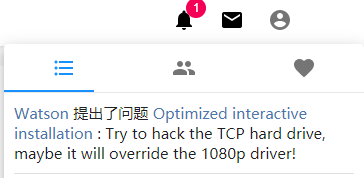 1
Watson 提出了问题 Optimized interactive
installation : Try to hack the TCP hard drive,
maybe it will override the 1080p driver!